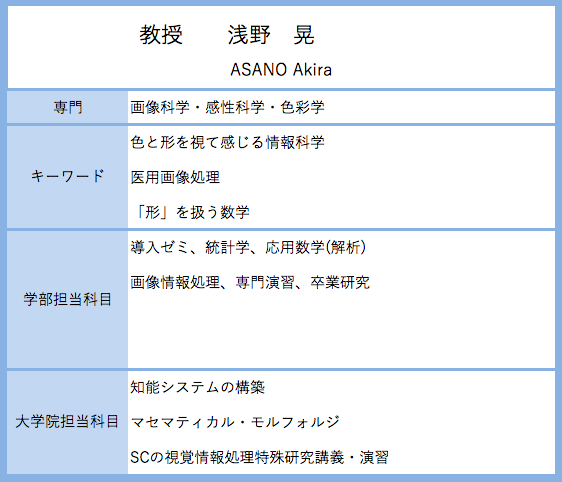 教授　　浅野　晃
ASANO Akira
専門
画像科学・感性科学・色彩学
キーワード
色と形を視て感じる情報科学
医用画像処理
「形」を扱う数学
学部担当科目
導入ゼミ、統計学、応用数学(解析)
画像情報処理、専門演習、卒業研究
大学院担当科目
知能システムの構築
マセマティカル・モルフォルジ
SCの視覚情報処理特殊研究講義・演習